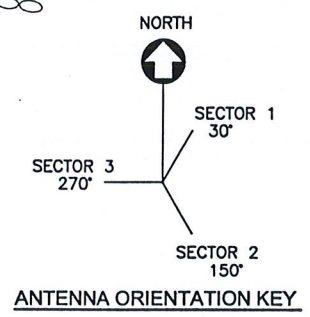 NORTH
SECTOR 1
30°
SECTOR 3
270°
SECTOR 2
150°
ANTENNA ORIENTATION KEY